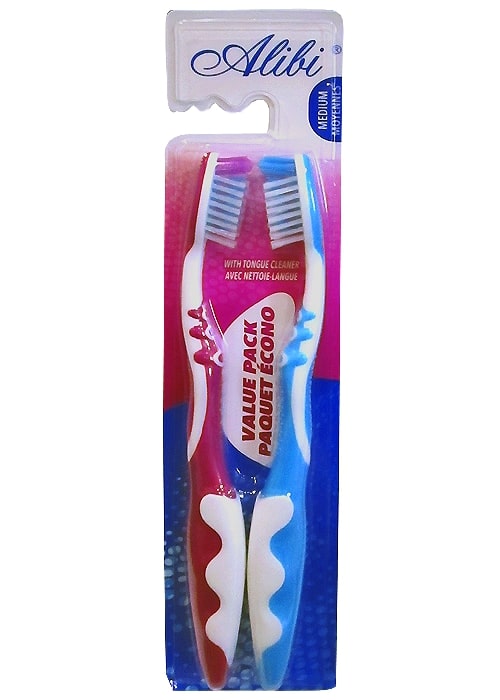 Alibi®
MEDIUM
MOYENNES
WITH TONGUE CLEANER
AVEC NETTOIE-LANGUE
VALUE PACK
PAQUET ÉCONO